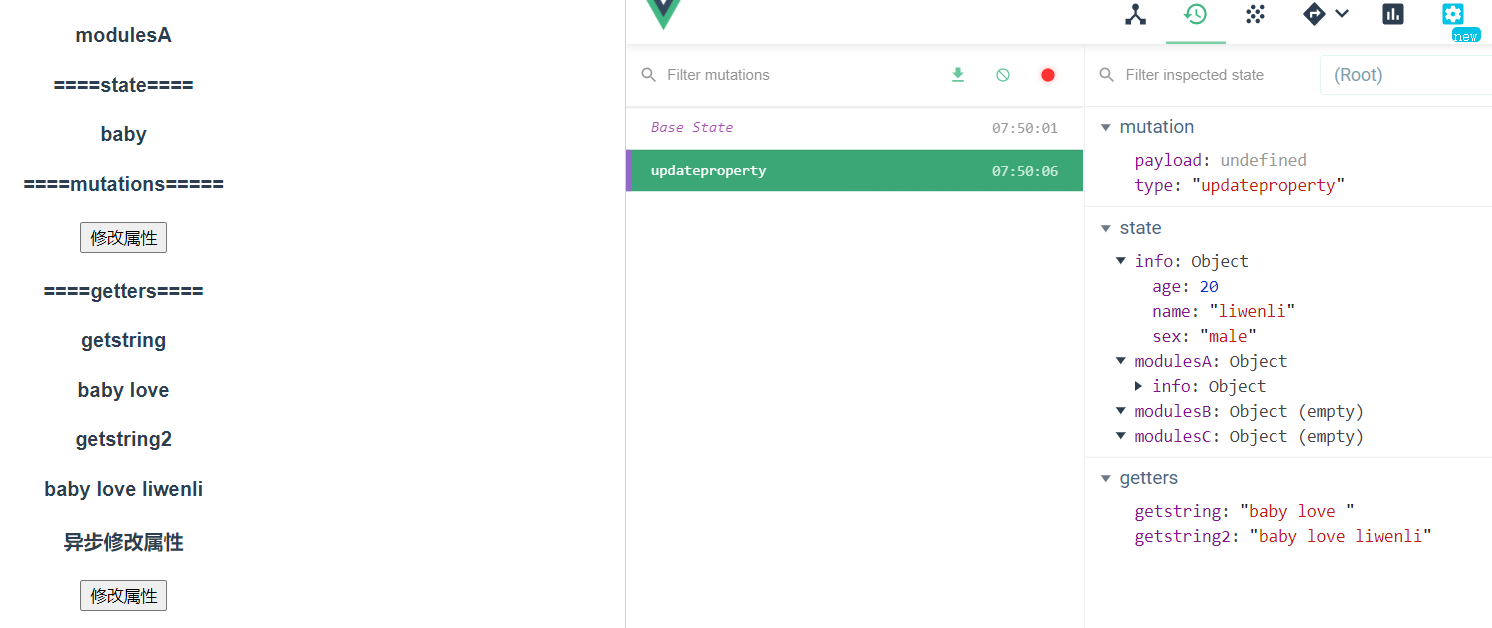 modulesA
====state====
baby
====mutations=====
修改属性
====getters====
getstring
baby love
getstring2
baby love liwenli
异步修改属性
修改属性
new
Filter mutations
Base State 07:50:01
updateproperty 07:50:06
Filter inspected state (Root)
mutation
payload: undefined
type: "updateproperty"
state
info: Object
age: 20
name: "liwenli"
sex: "male"
modulesA: Object
info: Object
modulesB: Object (empty)
modulesC: Object (empty)
getters
getstring: "baby love "
getstring2: "baby love liwenli"